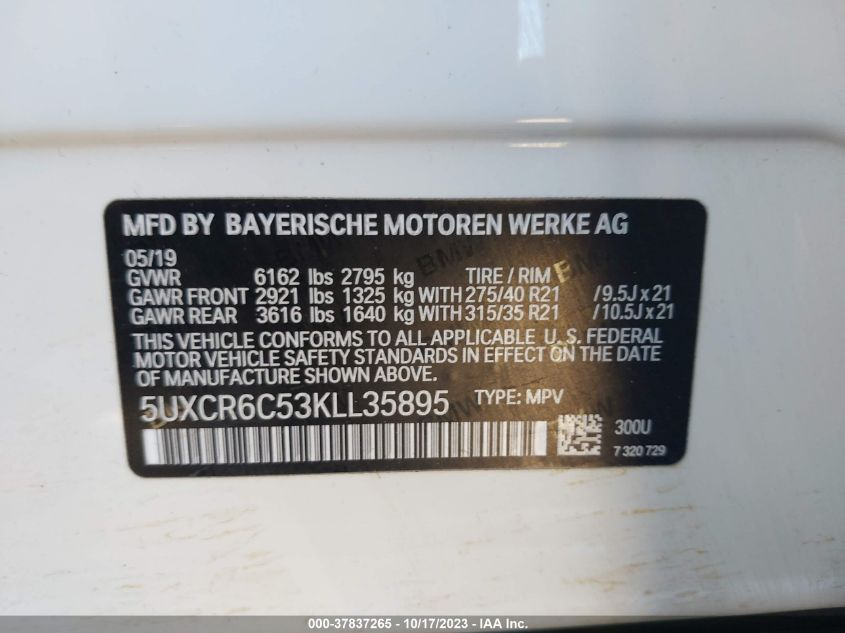 MFD BY BAYERISCHE MOTOREN WERKE AG
05/19
GVWR 6162 lbs 2795 kg TIRE / RIM
GAWR FRONT 2921 lbs 1325 kg WITH 275/40 R21 /9.5J x 21
GAWR REAR 3616 lbs 1640 kg WITH 315/35 R21 /10.5J x 21
THIS VEHICLE CONFORMS TO ALL APPLICABLE U. S. FEDERAL
MOTOR VEHICLE SAFETY STANDARDS IN EFFECT ON THE DATE
OF MANUFACTURE SHOWN ABOVE.
5UXCR6C53KLL35895 TYPE: MPV
300U
7 320 729
000-37837265 - 10/17/2023 - IAA, Inc.